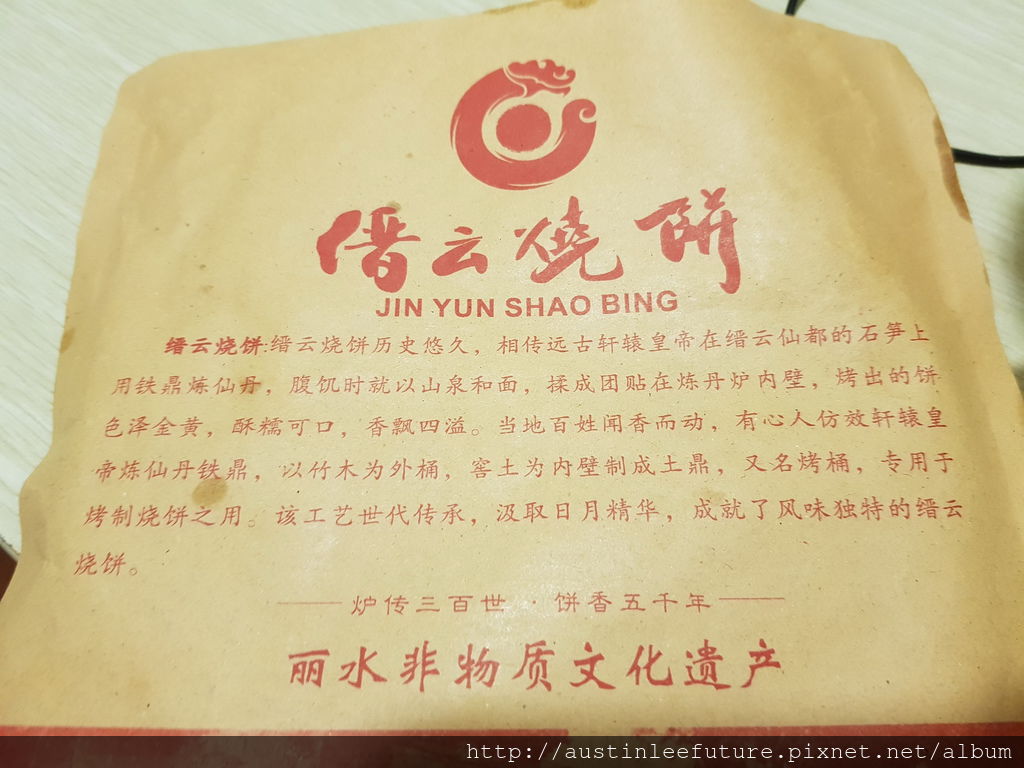 縉云燒餅
JIN YUN SHAO BING
缙云烧饼:缙云烧饼历史悠久，相传远古轩辕皇帝在缙云仙都的石笋上
用铁鼎炼仙丹，腹饥时就以山泉和面，揉成团贴在炼丹炉内壁，烤出的饼
色泽金黄，酥糯可口，香飘四溢。当地百姓闻香而动，有心人仿效轩辕皇
帝炼仙丹铁鼎，以竹木为外桶，窖土为内壁制成土鼎，又名烤桶，专用于
烤制烧饼之用。该工艺世代传承，汲取日月精华，成就了风味独特的缙云
烧饼。
炉传三百世·饼香五千年
丽水非物质文化遗产
http://austinleefuture.pixnet.net/album